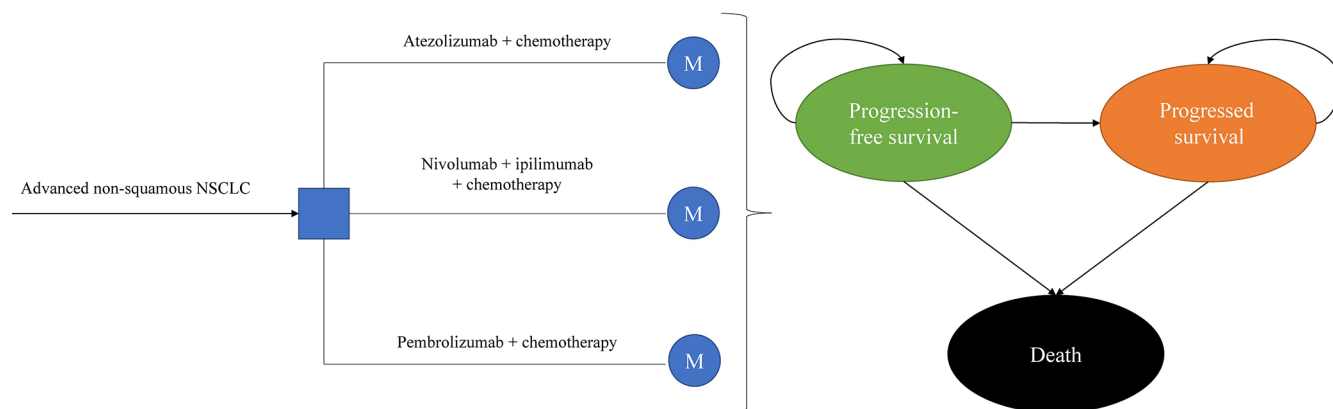 Advanced non-squamous NSCLC
Atezolizumab + chemotherapy
M
Nivolumab + ipilimumab
+ chemotherapy
M
Pembrolizumab + chemotherapy
M
Progression-
free survival
Progressed
survival
Death